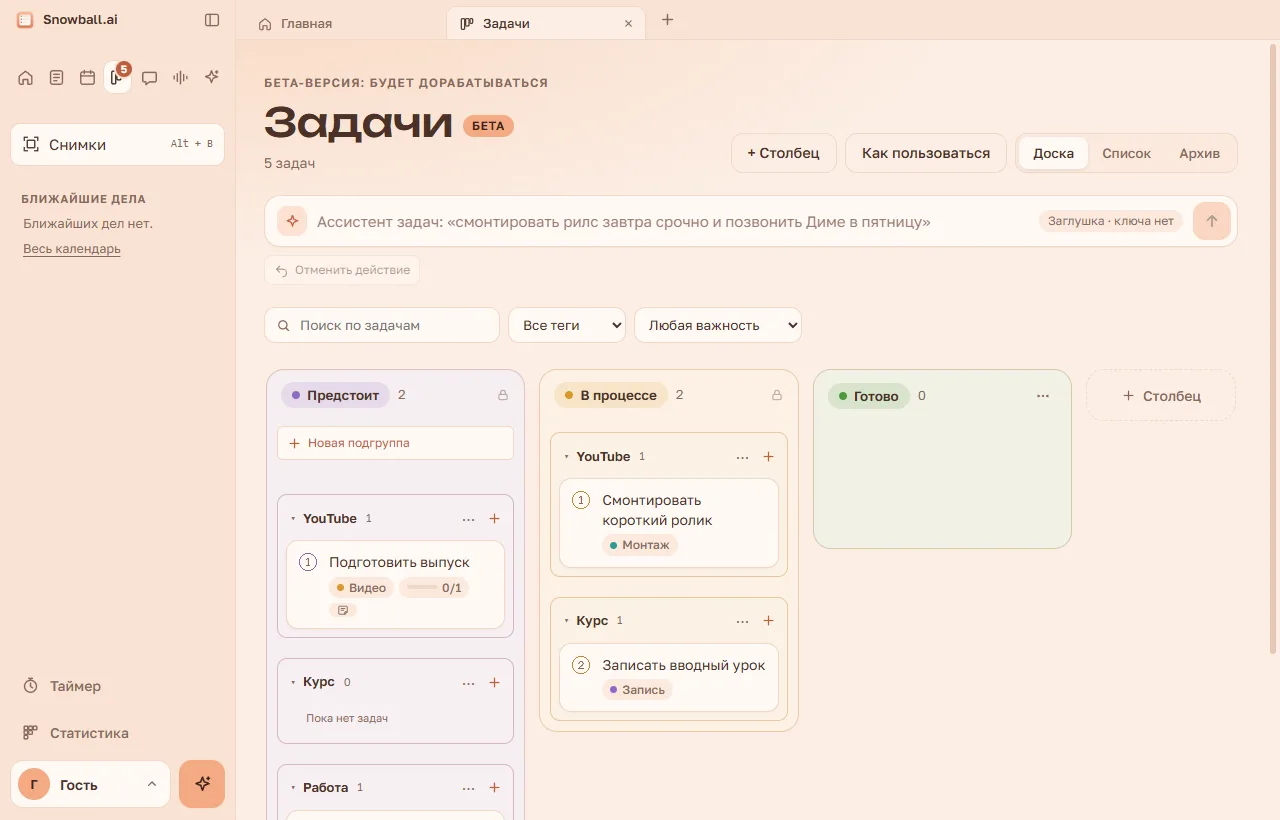 Snowball.ai
Главная
Задачи
5
Снимки
Alt + B
БЛИЖАЙШИЕ ДЕЛА
Ближайших дел нет.
Весь календарь
Таймер
Статистика
Г
Гость
БЕТА-ВЕРСИЯ: БУДЕТ ДОРАБАТЫВАТЬСЯ
Задачи
БЕТА
5 задач
+ Столбец
Как пользоваться
Доска
Список
Архив
Ассистент задач: «смонтировать рилс завтра срочно и позвонить Диме в пятницу»
Заглушка · ключа нет
Отменить действие
Поиск по задачам
Все теги
Любая важность
Предстоит
2
Новая подгруппа
YouTube 1
1
Подготовить выпуск
Видео
0/1
Курс 0
Пока нет задач
Работа 1
В процессе
2
YouTube 1
1
Смонтировать
короткий ролик
Монтаж
Курс 1
2
Записать вводный урок
Запись
Готово
0
+ Столбец